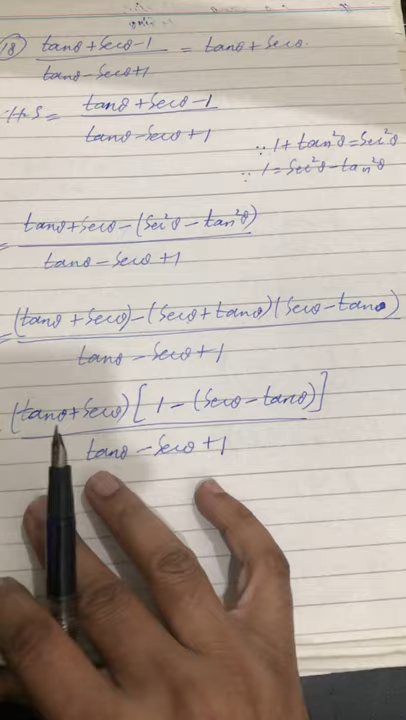 18) (tanθ + secθ - 1)/(tanθ - secθ + 1) = tanθ + secθ.
H·S = (tanθ + secθ - 1)/(tanθ - secθ + 1)
∵ 1 + tan²θ = sec²θ
∵ 1 = sec²θ - tan²θ
= (tanθ + secθ - (sec²θ - tan²θ))/(tanθ - secθ + 1)
= ((tanθ + secθ) - (secθ + tanθ)(secθ - tanθ))/(tanθ - secθ + 1)
(tanθ + secθ)[1 - (secθ - tanθ)]/(tanθ - secθ + 1)